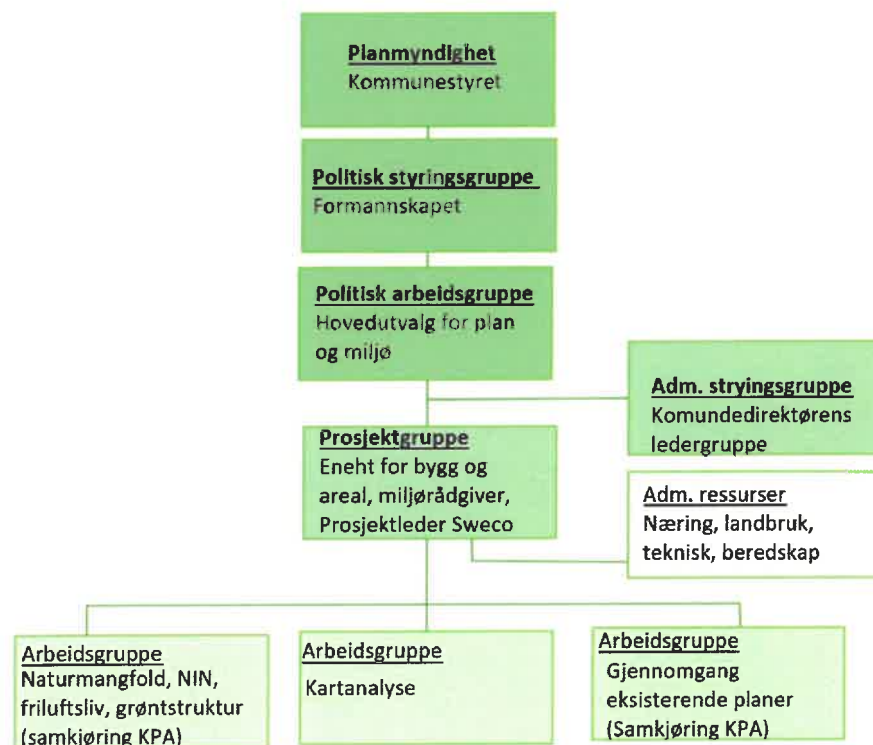 Planmyndighet
Kommunestyret
Politisk styringsgruppe
Formannskapet
Politisk arbeidsgruppe
Hovedutvalg for plan
og miljø
Adm. stryingsgruppe
Komundedirektørens
ledergruppe
Prosjektgruppe
Eneht for bygg og
areal, miljørådgiver,
Prosjektleder Sweco
Adm. ressurser
Næring, landbruk,
teknisk, beredskap
Arbeidsgruppe
Naturmangfold, NIN,
friluftsliv, grøntstruktur
(samkjøring KPA)
Arbeidsgruppe
Kartanalyse
Arbeidsgruppe
Gjennomgang
eksisterende planer
(Samkjøring KPA)